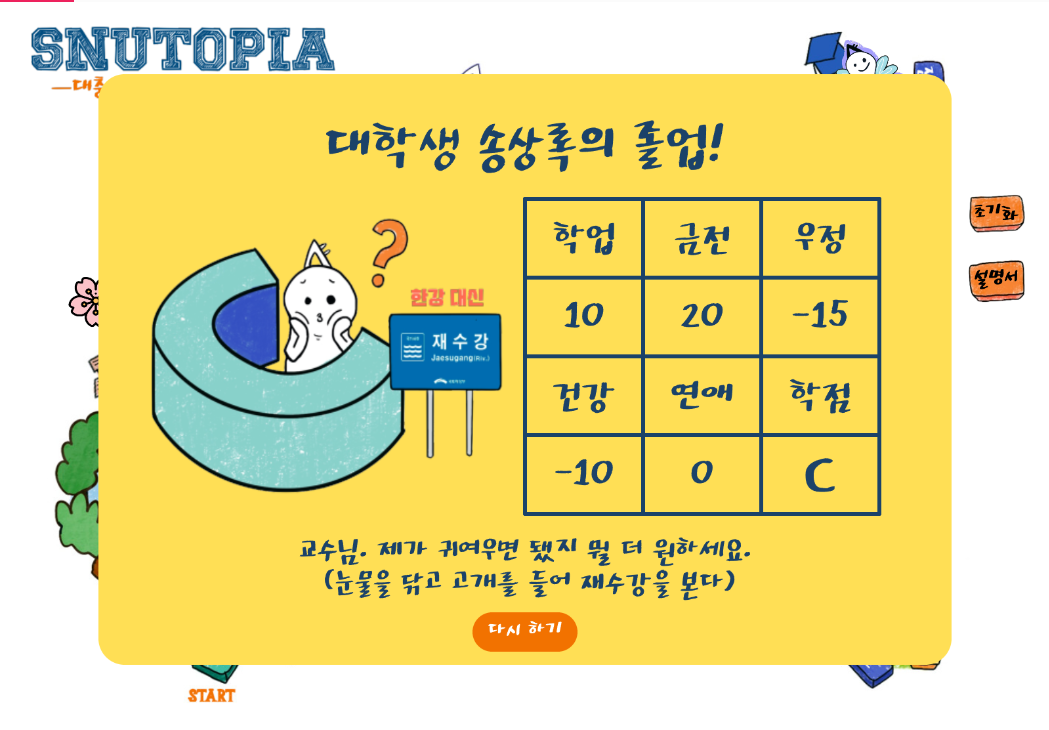 SNUTOPIA
대학생 송상록의 졸업!
초기화
설명서
학업 금전 우정
10 20 -15
건강 연애 학점
-10 0 C
?
한강 대신
재수강
Jaesugang(Riv.)
교수님. 제가 귀여우면 됐지 뭘 더 원하세요.
(눈물을 닦고 고개를 들어 재수강을 본다)
다시 하기
START